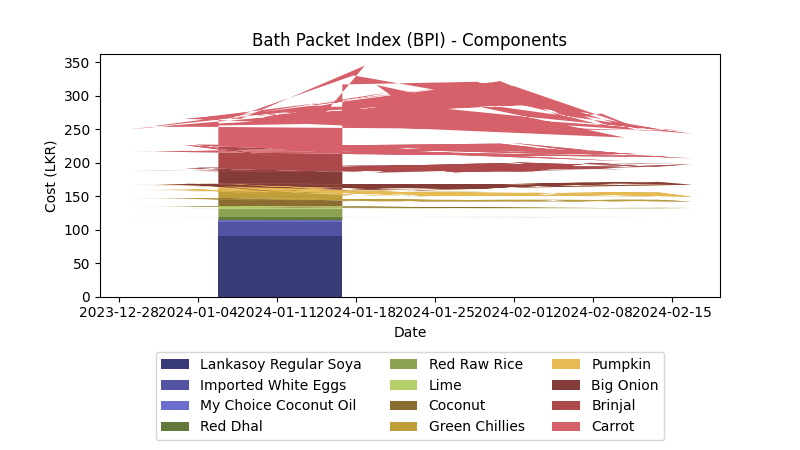 Bath Packet Index (BPI) - Components
Cost (LKR)
350
300
250
200
150
100
50
0
2023-12-28 2024-01-04 2024-01-11 2024-01-18 2024-01-25 2024-02-01 2024-02-08 2024-02-15
Date
Lankasoy Regular Soya
Imported White Eggs
My Choice Coconut Oil
Red Dhal
Red Raw Rice
Lime
Coconut
Green Chillies
Pumpkin
Big Onion
Brinjal
Carrot